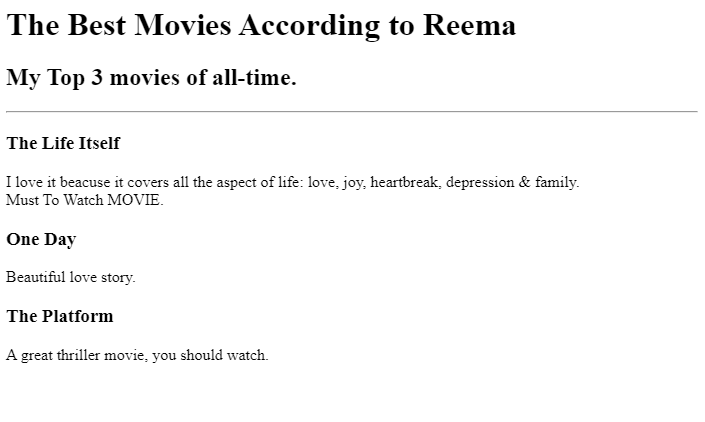 The Best Movies According to Reema
My Top 3 movies of all-time.
The Life Itself
I love it beacuse it covers all the aspect of life: love, joy, heartbreak, depression & family.
Must To Watch MOVIE.
One Day
Beautiful love story.
The Platform
A great thriller movie, you should watch.